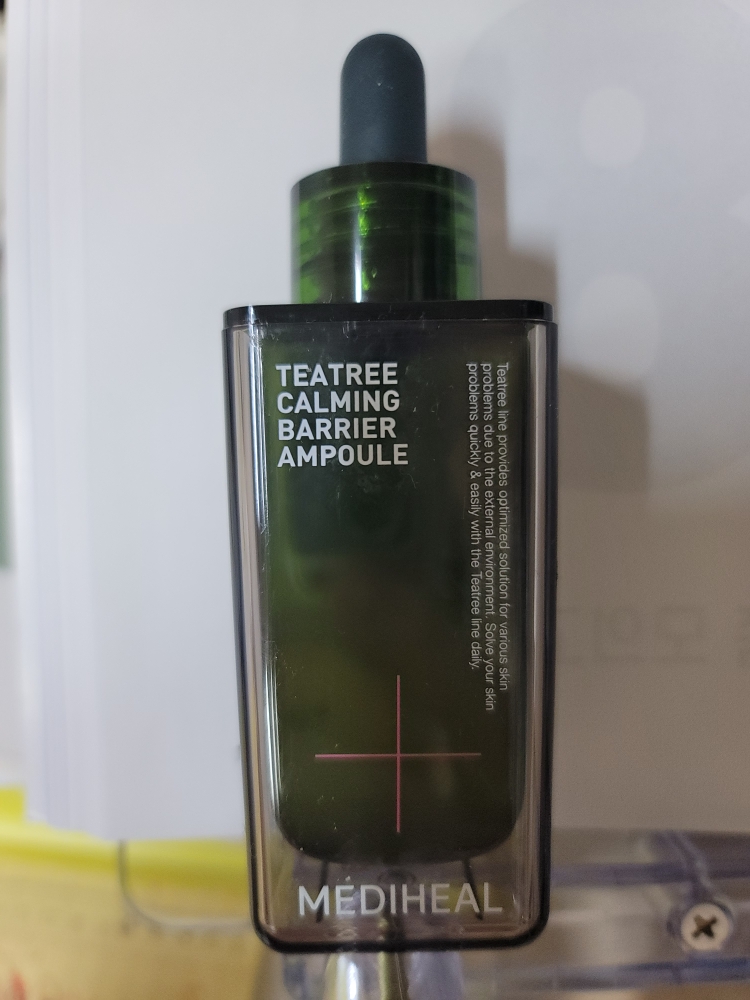 TEATREE
CALMING
BARRIER
AMPOULE
Teatree line provides optimized solution for various skin
problems due to the external environment. Solve your skin
problems quickly & easily with the Teatree line daily.
MEDIHEAL